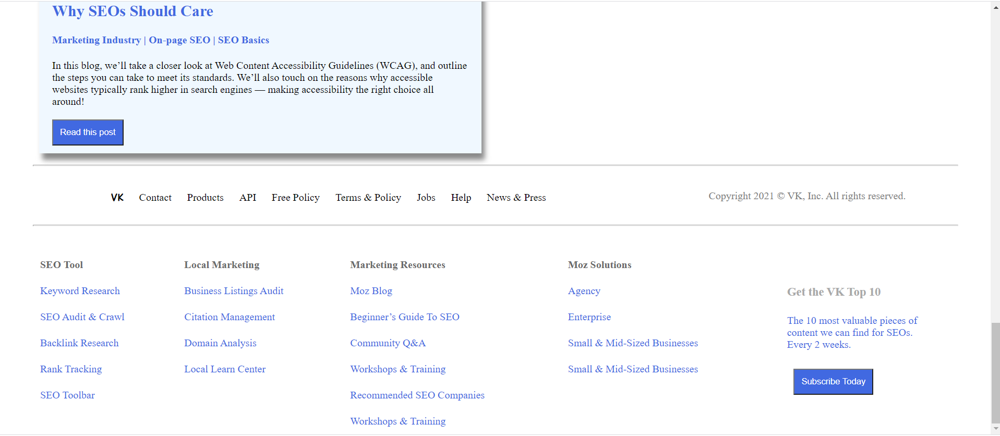 Why SEOs Should Care
Marketing Industry | On-page SEO | SEO Basics
In this blog, we’ll take a closer look at Web Content Accessibility Guidelines (WCAG), and outline
the steps you can take to meet its standards. We’ll also touch on the reasons why accessible
websites typically rank higher in search engines — making accessibility the right choice all
around!
Read this post
VK Contact Products API Free Policy Terms & Policy Jobs Help News & Press
Copyright 2021 © VK, Inc. All rights reserved.
SEO Tool
Keyword Research
SEO Audit & Crawl
Backlink Research
Rank Tracking
SEO Toolbar
Local Marketing
Business Listings Audit
Citation Management
Domain Analysis
Local Learn Center
Marketing Resources
Moz Blog
Beginner’s Guide To SEO
Community Q&A
Workshops & Training
Recommended SEO Companies
Workshops & Training
Moz Solutions
Agency
Enterprise
Small & Mid-Sized Businesses
Small & Mid-Sized Businesses
Get the VK Top 10
The 10 most valuable pieces of
content we can find for SEOs.
Every 2 weeks.
Subscribe Today